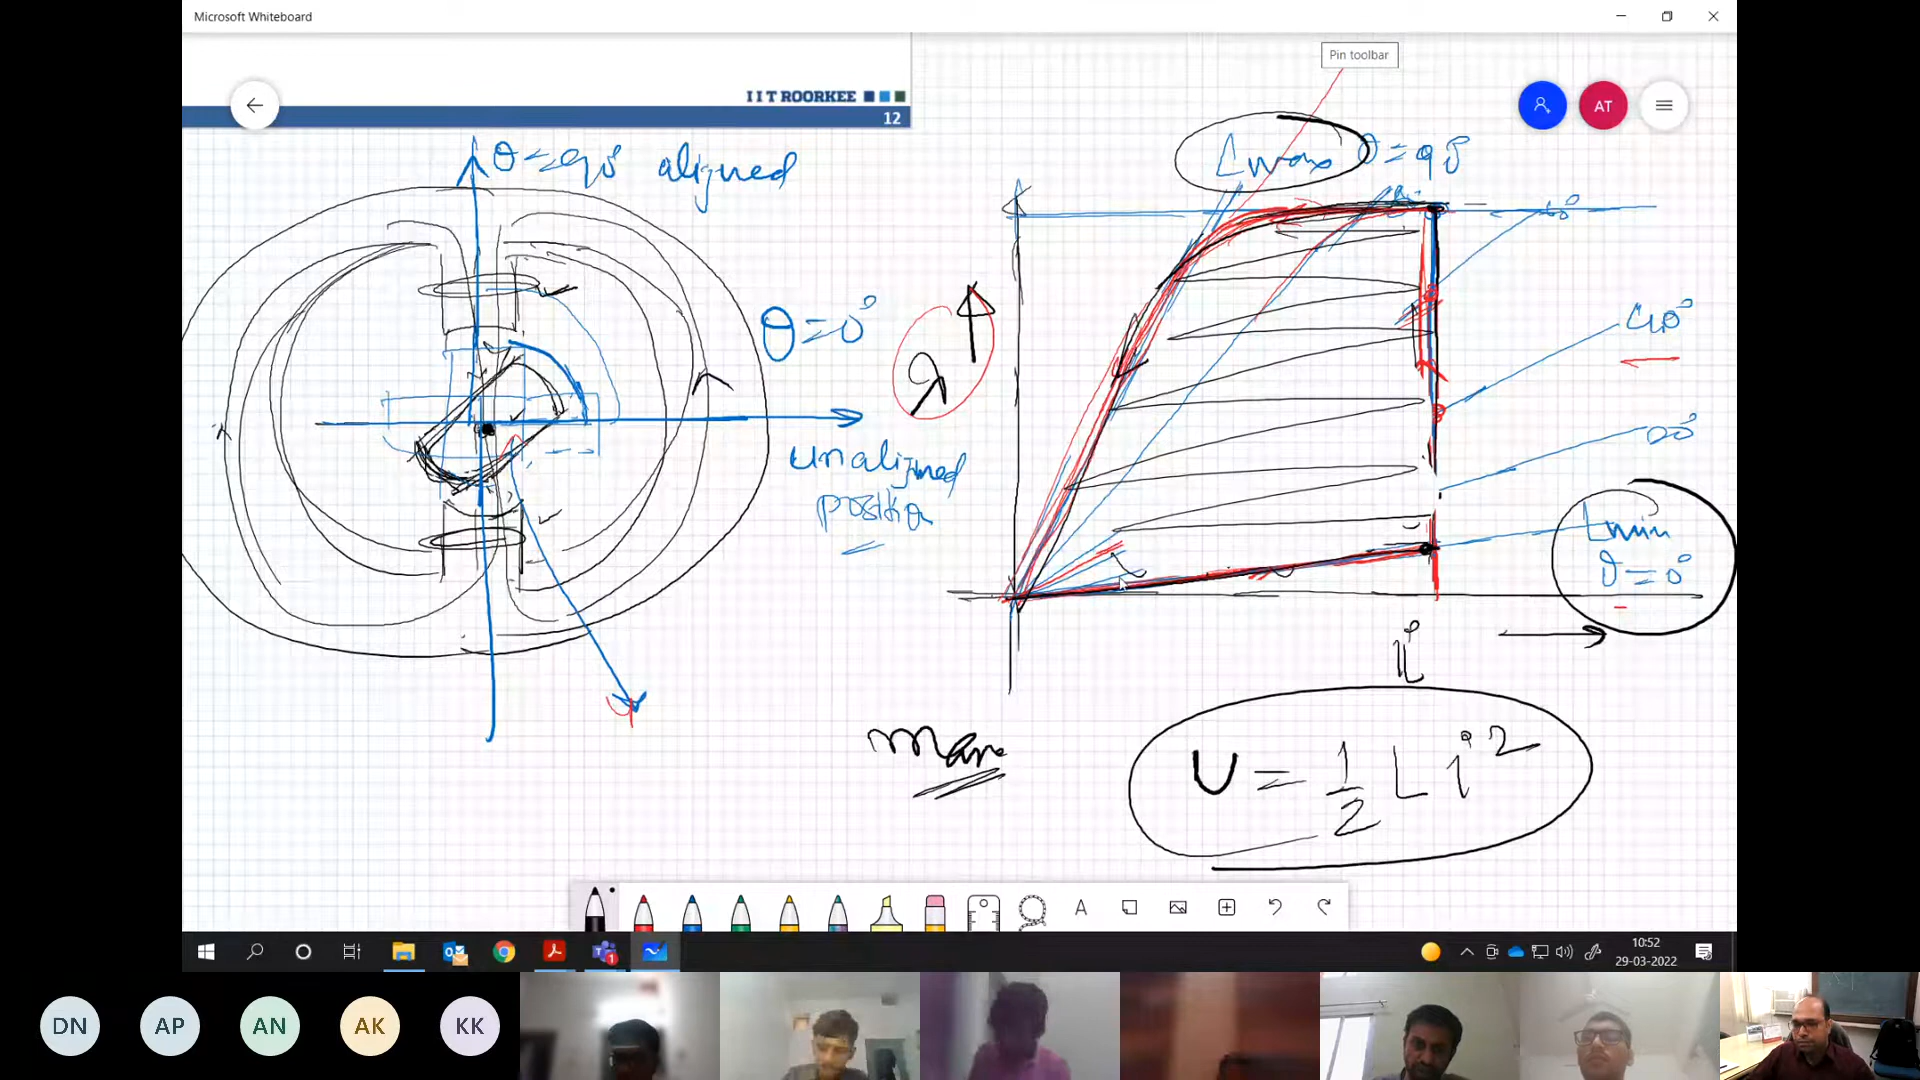 Microsoft Whiteboard
Pin toolbar
IIT ROORKEE
12
AT
θ=90° aligned
Lmax θ=90°
θ=0°
λ
40°
unaligned
position
Lmin
θ=0°
i
U = 1/2 L i²
A
10:52
29-03-2022
1
DN
AP
AN
AK
KK